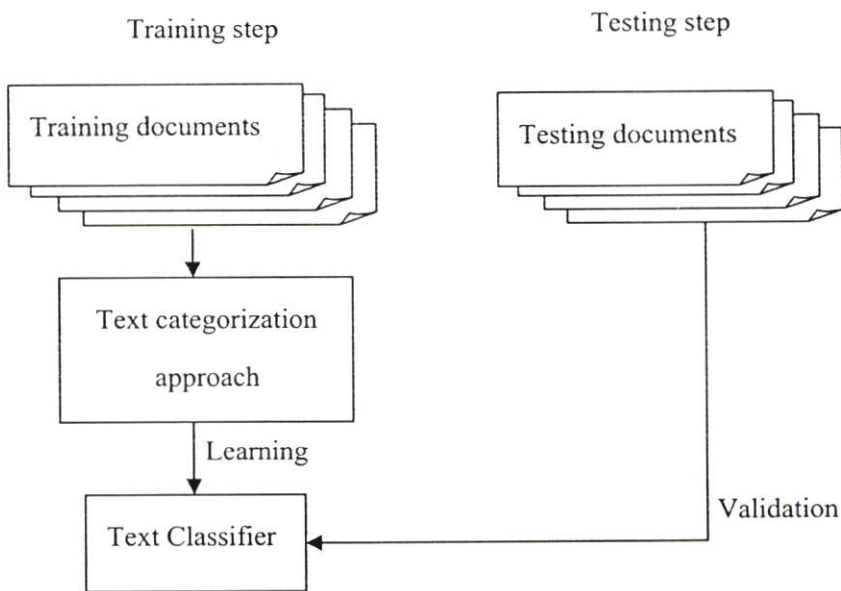 Training step
Testing step
Training documents
Testing documents
Text categorization
approach
Learning
Text Classifier
Validation